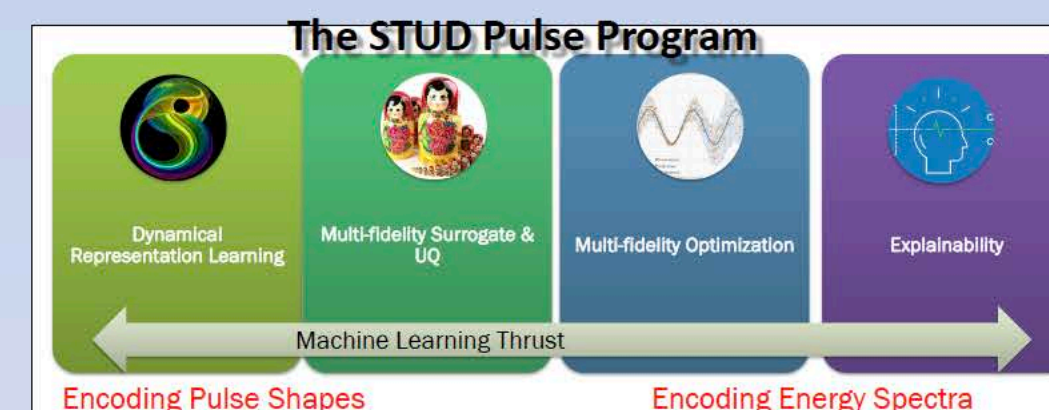 The STUD Pulse Program
Dynamical
Representation Learning
Multi-fidelity Surrogate &
UQ
Multi-fidelity Optimization
Explainability
Machine Learning Thrust
Encoding Pulse Shapes
Encoding Energy Spectra